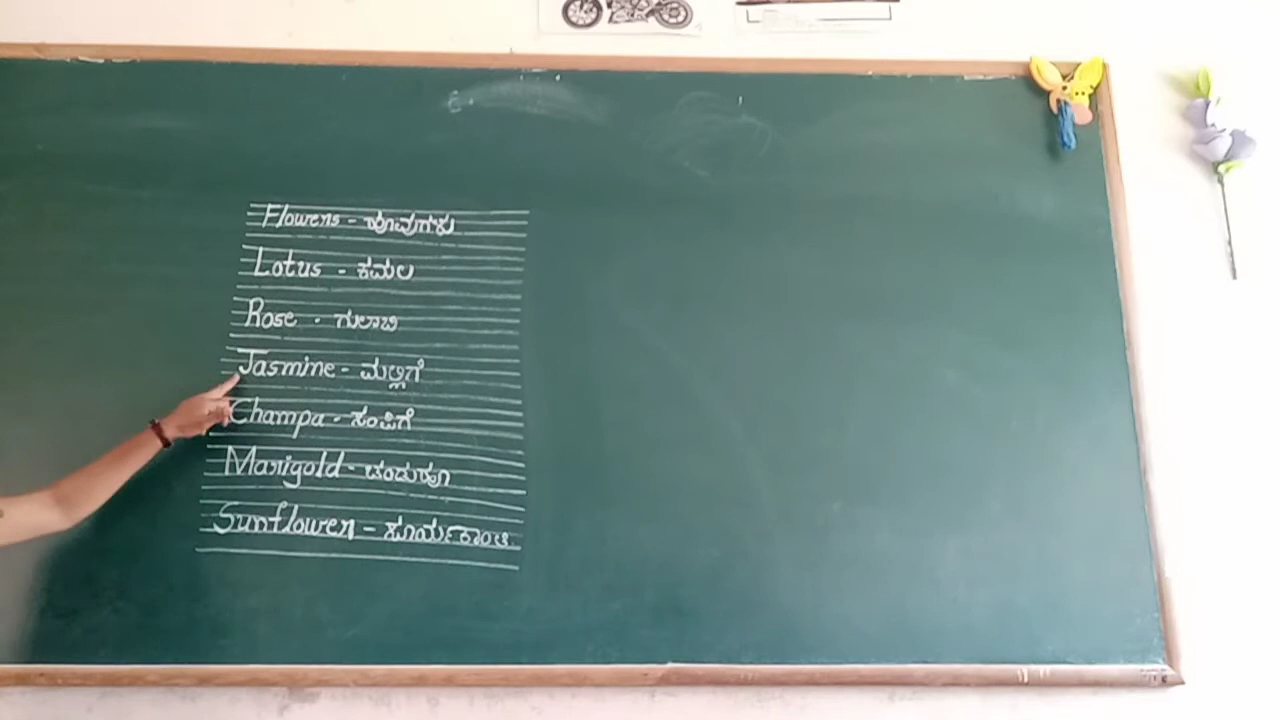 Flowers - ಹೂವುಗಳು
Lotus - ಕಮಲ
Rose - ಗುಲಾಬಿ
Jasmine - ಮಲ್ಲಿಗೆ
Champa - ಸಂಪಿಗೆ
Marigold - ಚಂಡುಹೂ
Sunflower - ಸೂರ್ಯಕಾಂತಿ